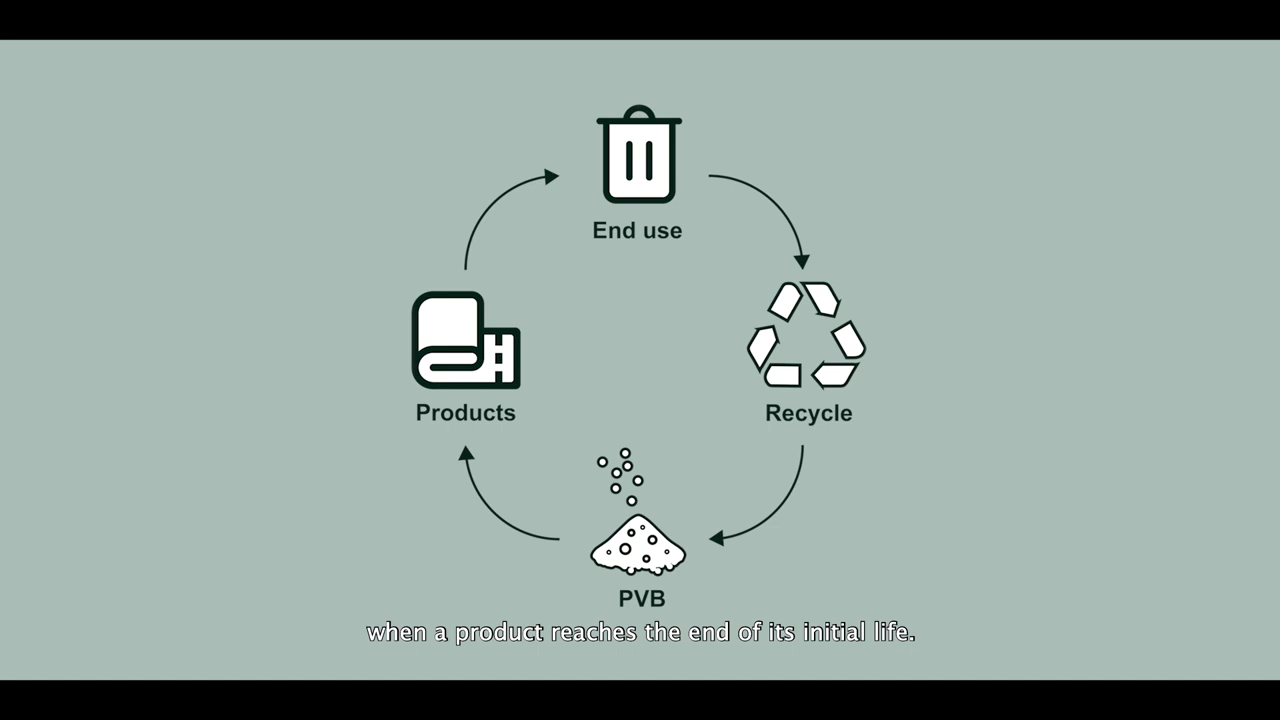 End use
Products
Recycle
PVB
when a product reaches the end of its initial life.